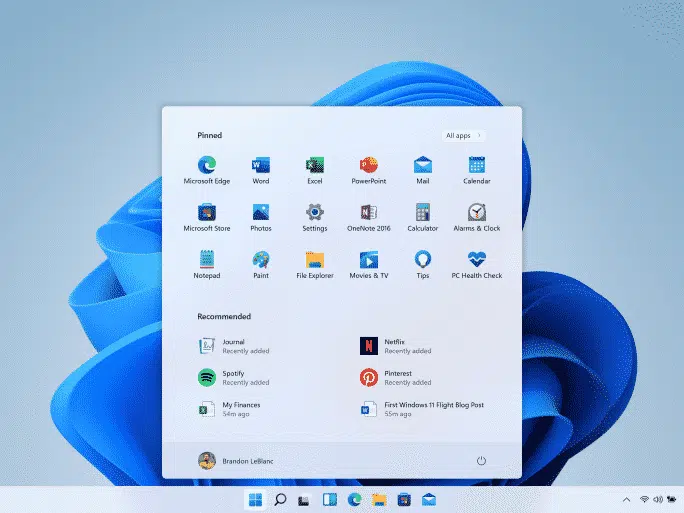 Pinned
All apps
Microsoft Edge
Word
Excel
PowerPoint
Mail
Calendar
Microsoft Store
Photos
Settings
OneNote 2016
Calculator
Alarms & Clock
Notepad
Paint
File Explorer
Movies & TV
Tips
PC Health Check
Recommended
Journal
Recently added
Netflix
Recently added
Spotify
Recently added
Pinterest
Recently added
My Finances
54m ago
First Windows 11 Flight Blog Post
55m ago
Brandon LeBlanc